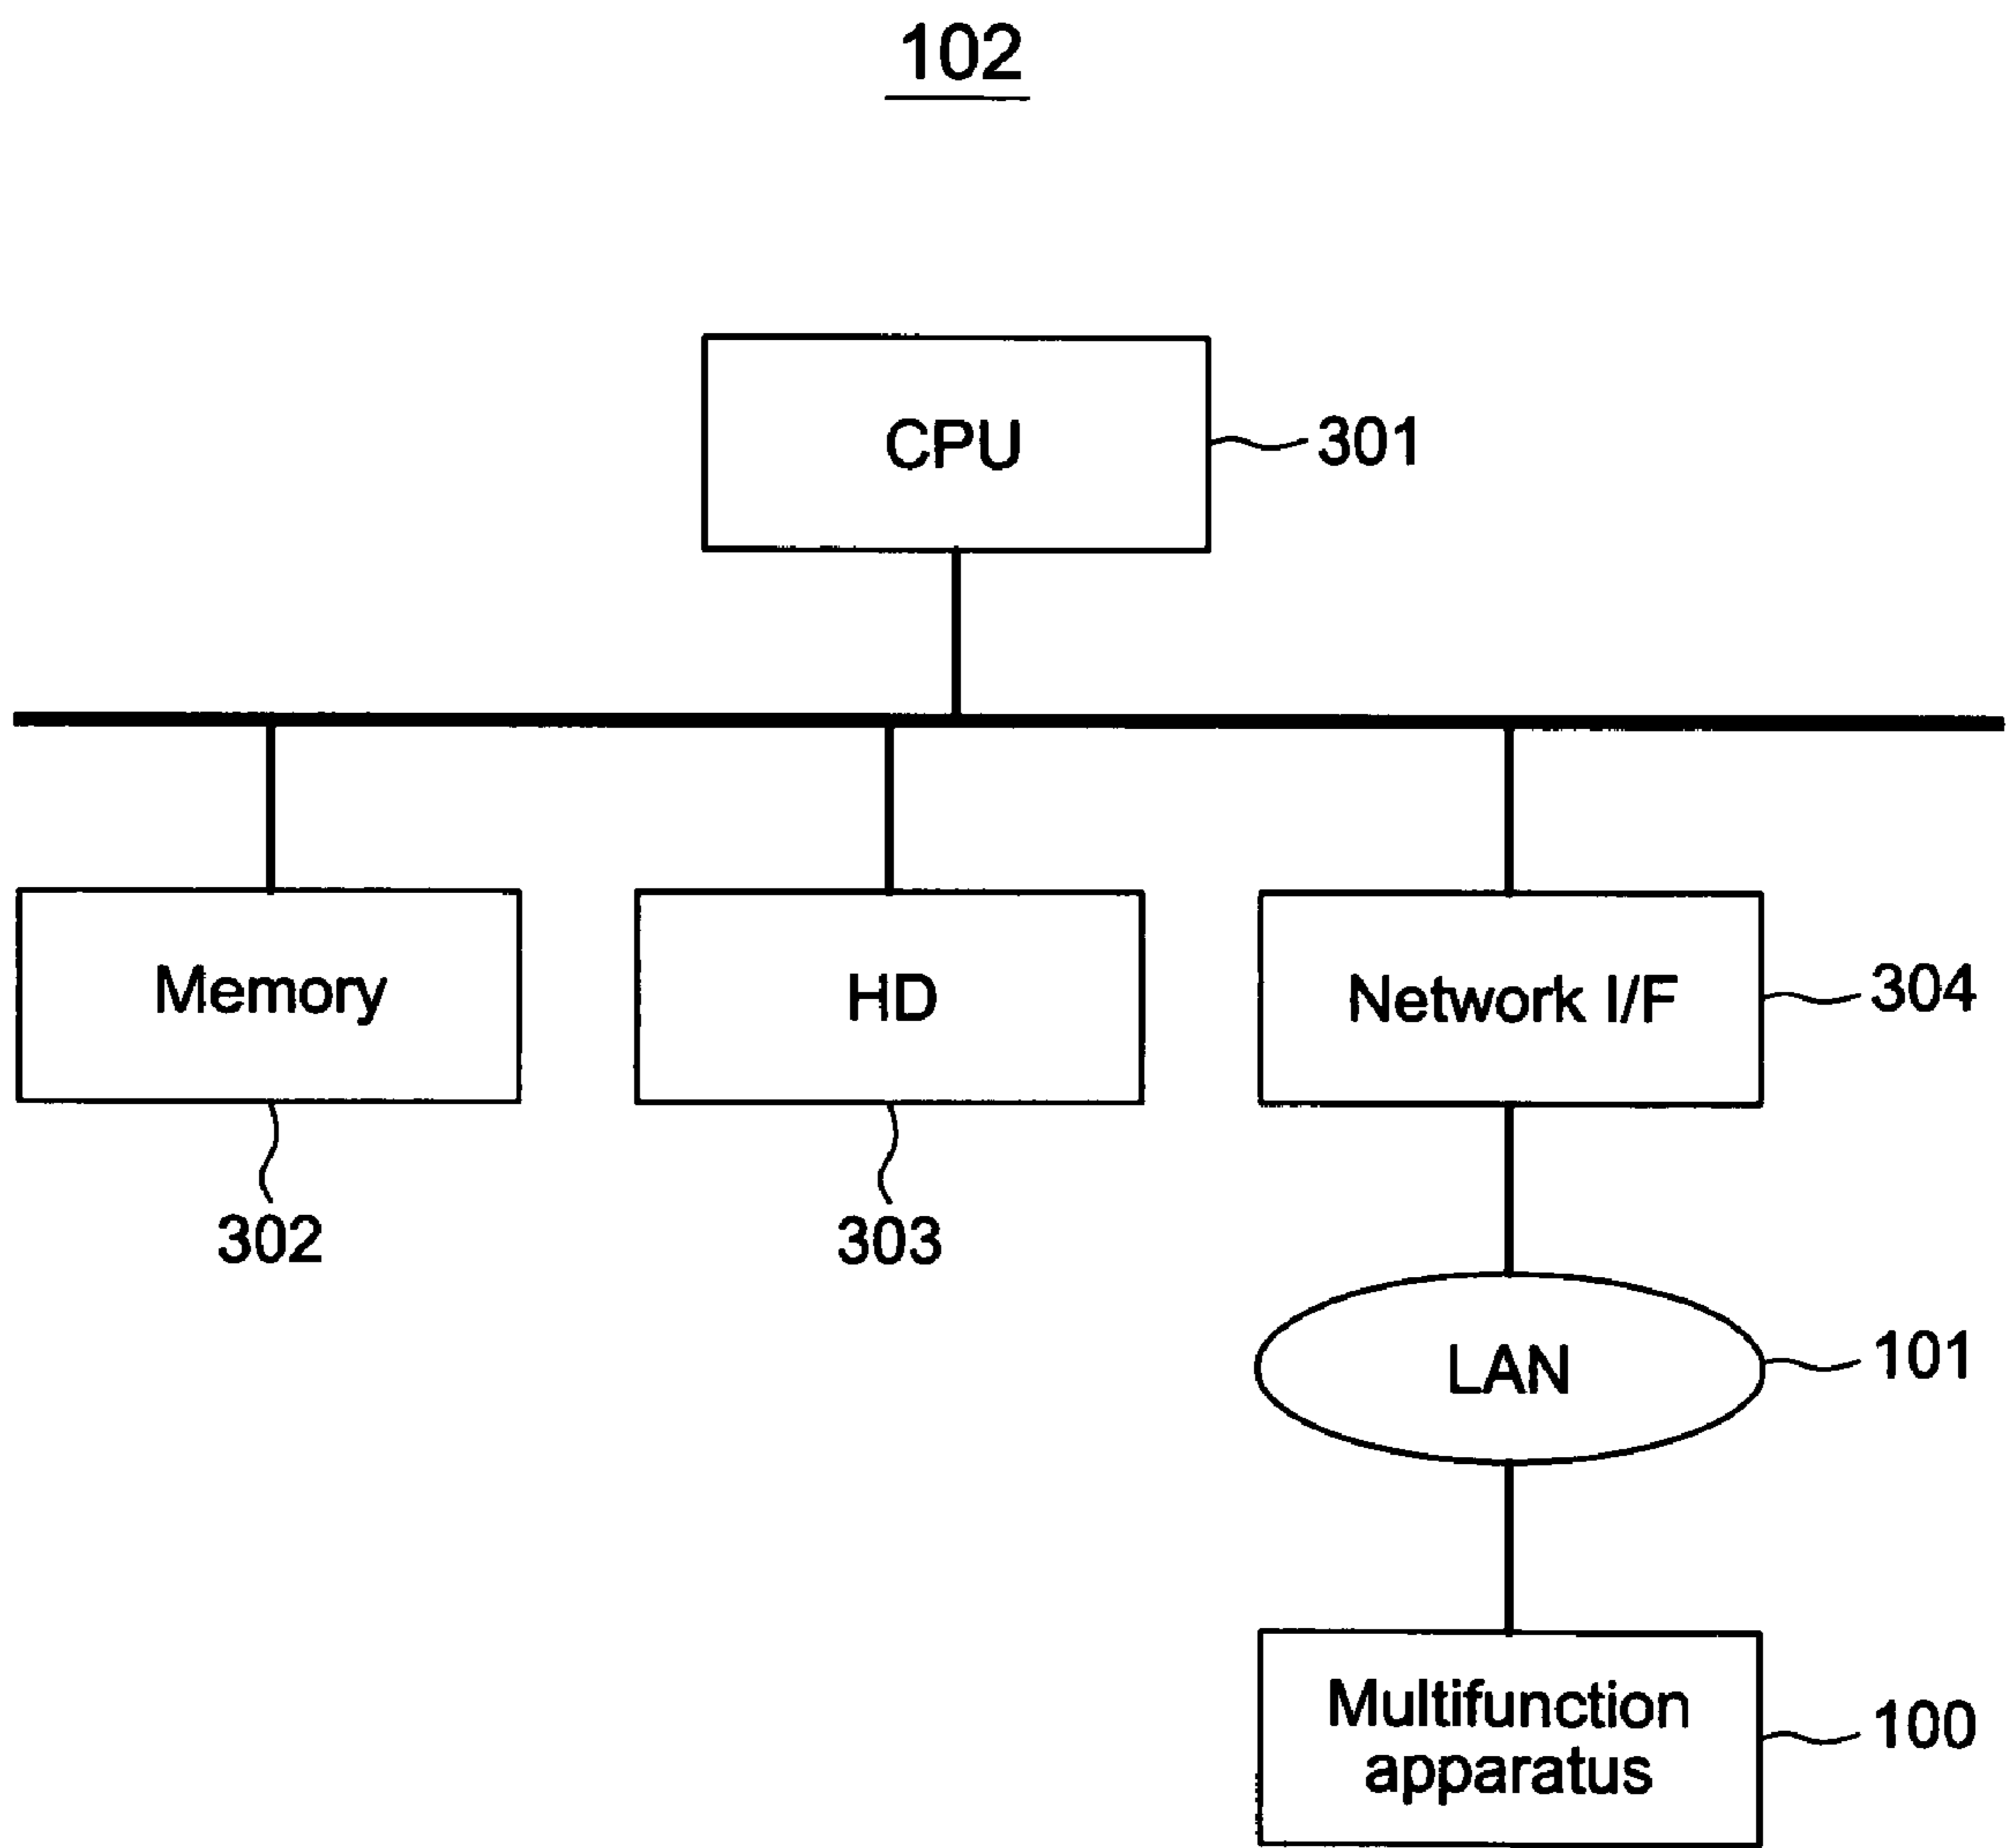 102
CPU
301
Memory
HD
Network I/F
304
302
303
LAN
101
Multifunction
apparatus
100